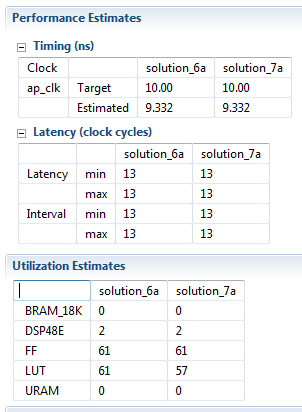 Performance Estimates
Timing (ns)
Clock solution_6a solution_7a
ap_clk Target 10.00 10.00
Estimated 9.332 9.332
Latency (clock cycles)
solution_6a solution_7a
Latency min 13 13
max 13 13
Interval min 13 13
max 13 13
Utilization Estimates
solution_6a solution_7a
BRAM_18K 0 0
DSP48E 2 2
FF 61 61
LUT 61 57
URAM 0 0